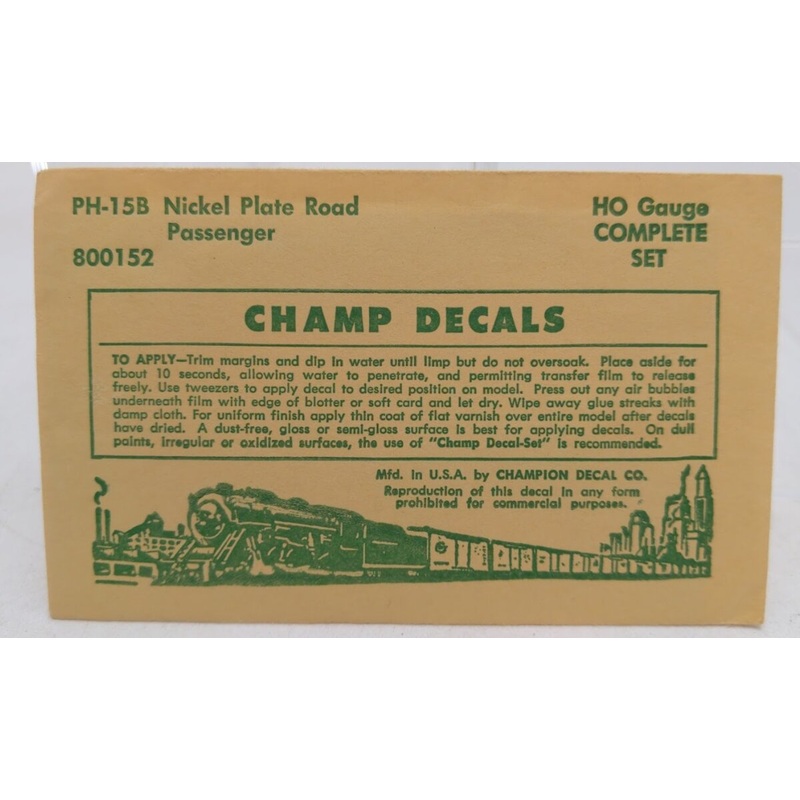 PH-15B Nickel Plate Road
Passenger
800152
HO Gauge
COMPLETE
SET
CHAMP DECALS
TO APPLY—Trim margins and dip in water until limp but do not oversoak. Place aside for
about 10 seconds, allowing water to penetrate, and permitting transfer film to release
freely. Use tweezers to apply decal to desired position on model. Press out any air bubbles
underneath film with edge of blotter or soft card and let dry. Wipe away glue streaks with
damp cloth. For uniform finish apply thin coat of flat varnish over entire model after decals
have dried. A dust-free, gloss or semi-gloss surface is best for applying decals. On dull
paints, irregular or oxidized surfaces, the use of "Champ Decal-Set" is recommended.
Mfd. in U.S.A. by CHAMPION DECAL CO.
Reproduction of this decal in any form
prohibited for commercial purposes.